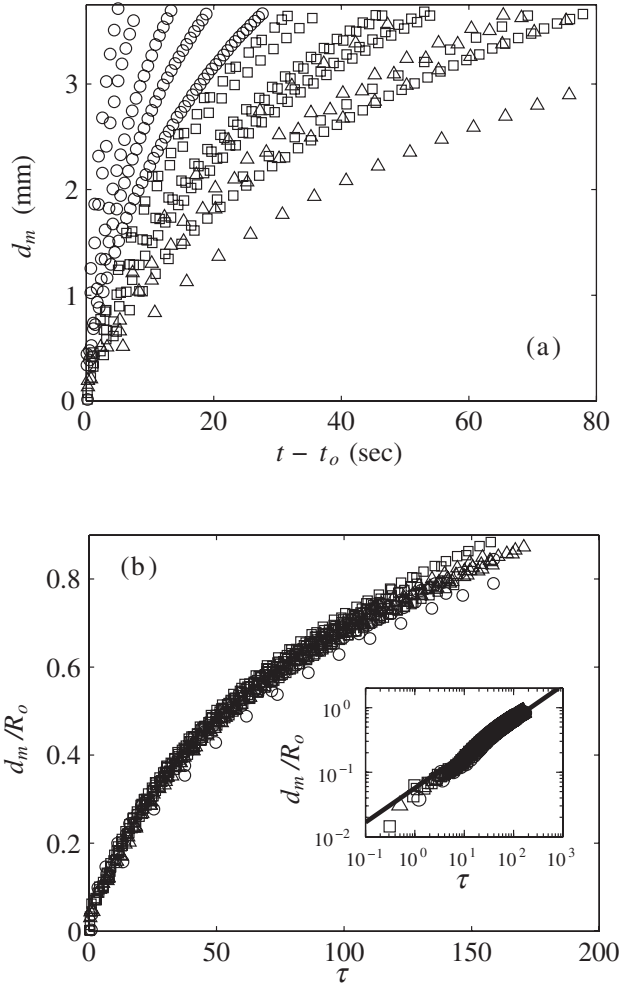 3
2
1
0
d_m (mm)
(a)
0 20 40 60 80
t − t_o (sec)
(b)
0.8
0.6
0.4
0.2
0
d_m/R_o
10^0
10^-1
10^-2
d_m/R_o
10^-1 10^0 10^1 10^2 10^3
τ
0 50 100 150 200
τ